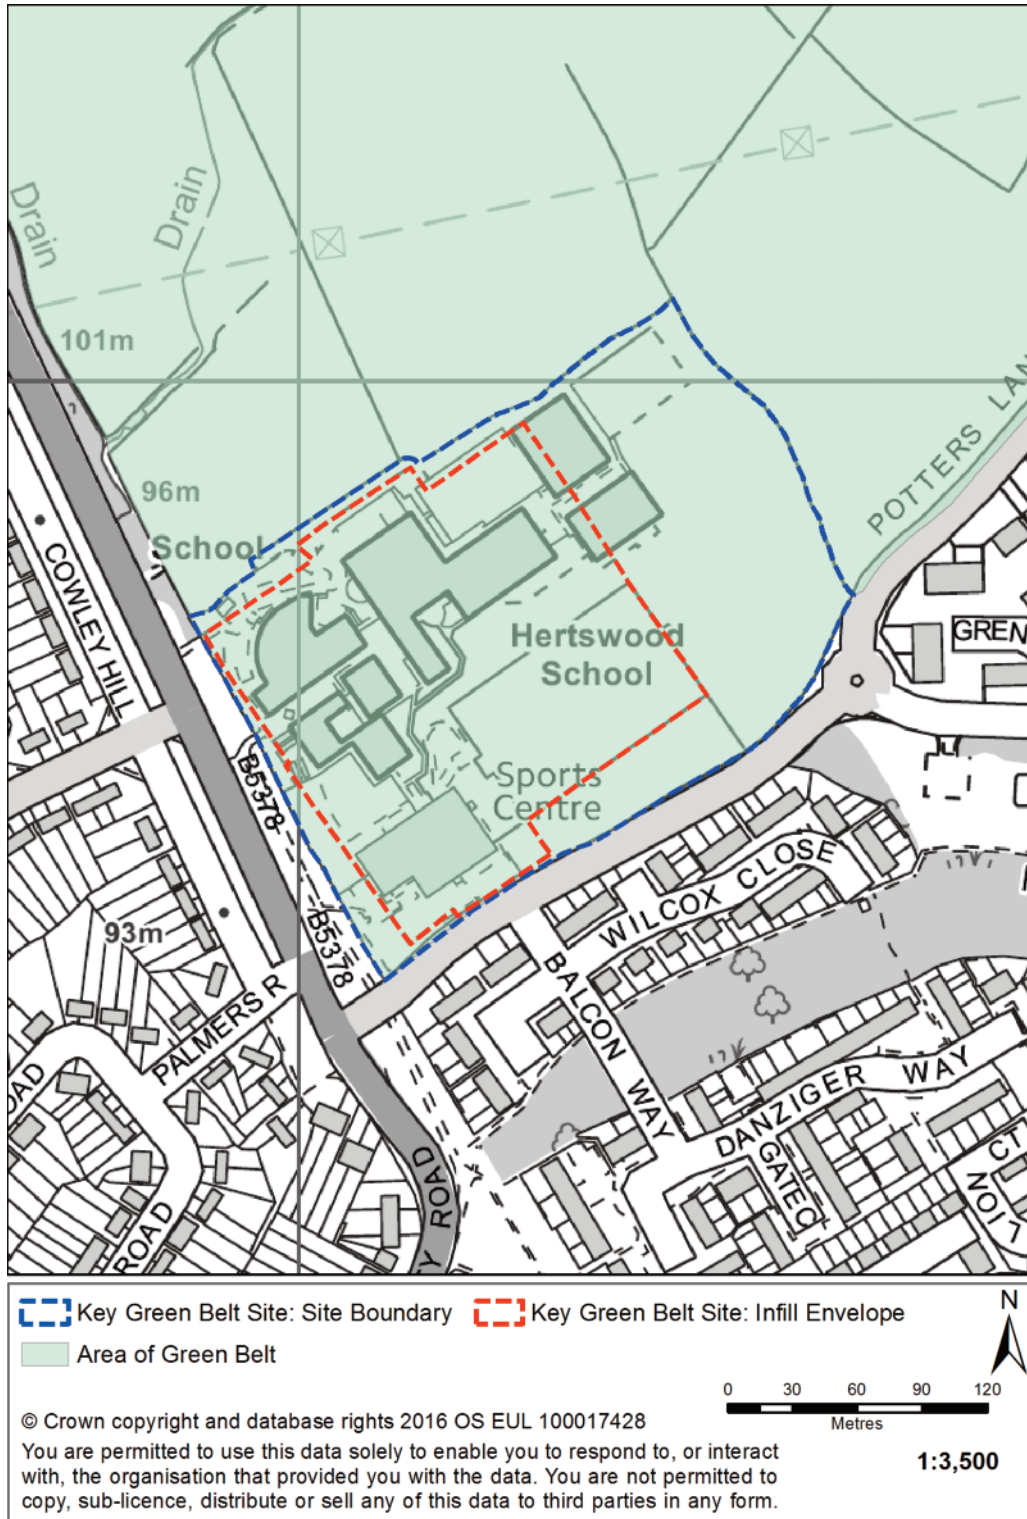 Drain
Drain
101m
96m
School
COWLEY HILL
POTTERS LAN
GREN
Hertswood
School
B5378
Sports
Centre
WILCOX CLOSE
93m
B5378
PALMERS R
BALCON WAY
OAD
DANZIGER WAY
GATEC
CT
LION
ROAD
Y ROAD
Key Green Belt Site: Site Boundary
Key Green Belt Site: Infill Envelope
N
Area of Green Belt
0 30 60 90 120
Metres
© Crown copyright and database rights 2016 OS EUL 100017428
You are permitted to use this data solely to enable you to respond to, or interact
with, the organisation that provided you with the data. You are not permitted to
copy, sub-licence, distribute or sell any of this data to third parties in any form.
1:3,500